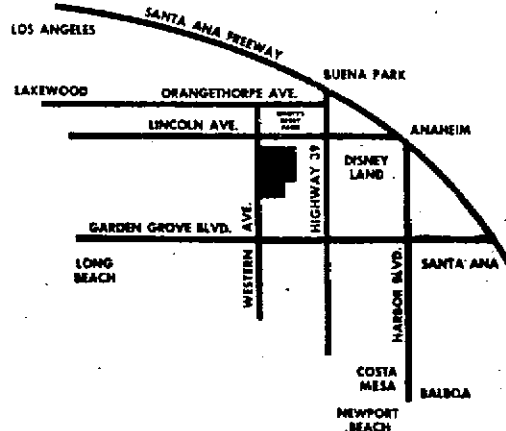 LOS ANGELES
SANTA ANA FREEWAY
BUENA PARK
LAKEWOOD
ORANGETHORPE AVE.
LINCOLN AVE.
ANAHEIM
DISNEY
LAND
HIGHWAY 39
GARDEN GROVE BLVD.
WESTERN AVE.
HARBOR BLVD.
LONG
BEACH
SANTA ANA
COSTA
MESA
BALBOA
NEWPORT
BEACH